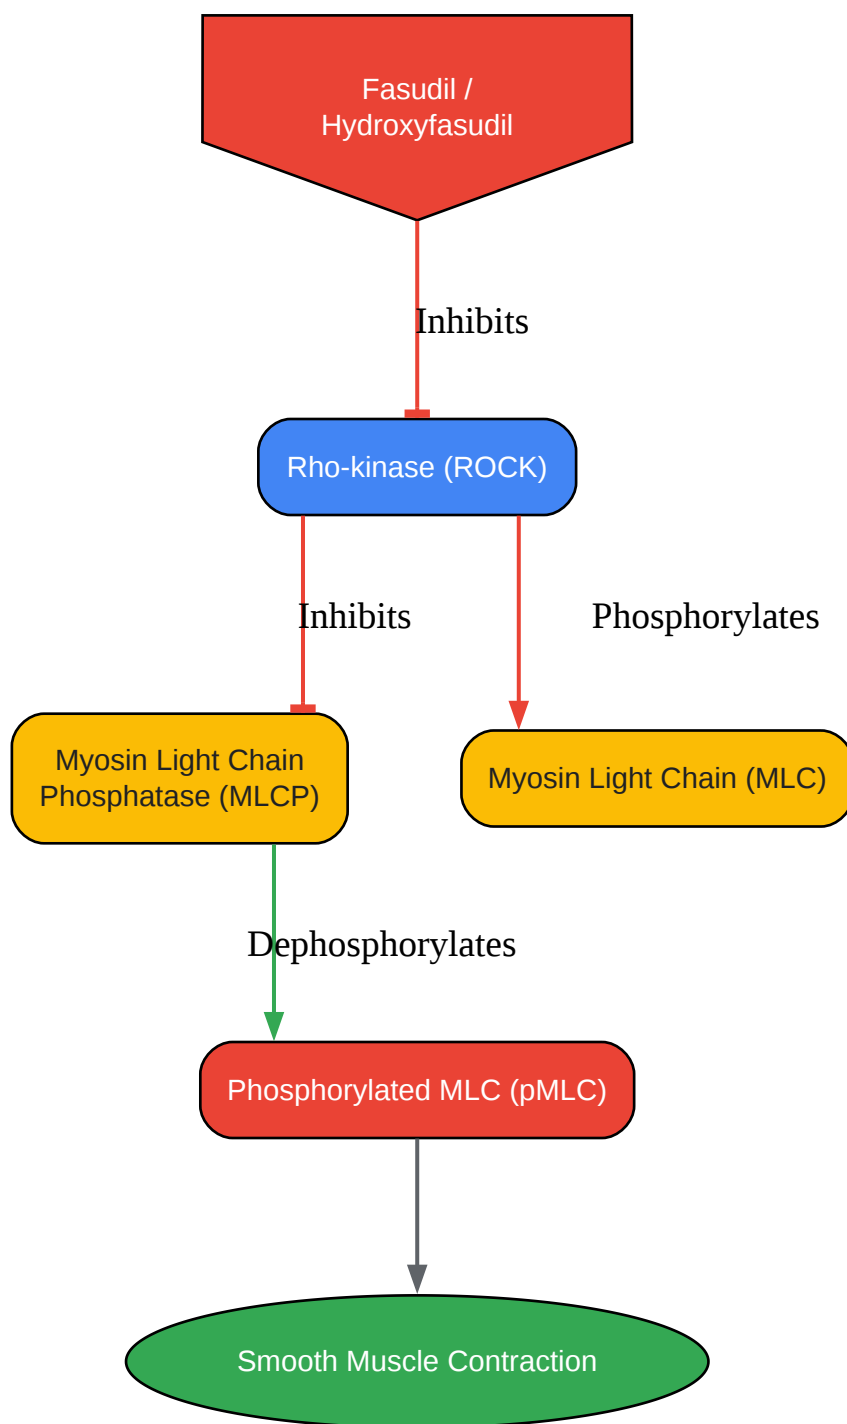 Fasudil /
Hydroxyfasudil
Inhibits
Rho-kinase (ROCK)
Inhibits
Phosphorylates
Myosin Light Chain
Phosphatase (MLCP)
Myosin Light Chain (MLC)
Dephosphorylates
Phosphorylated MLC (pMLC)
Smooth Muscle Contraction